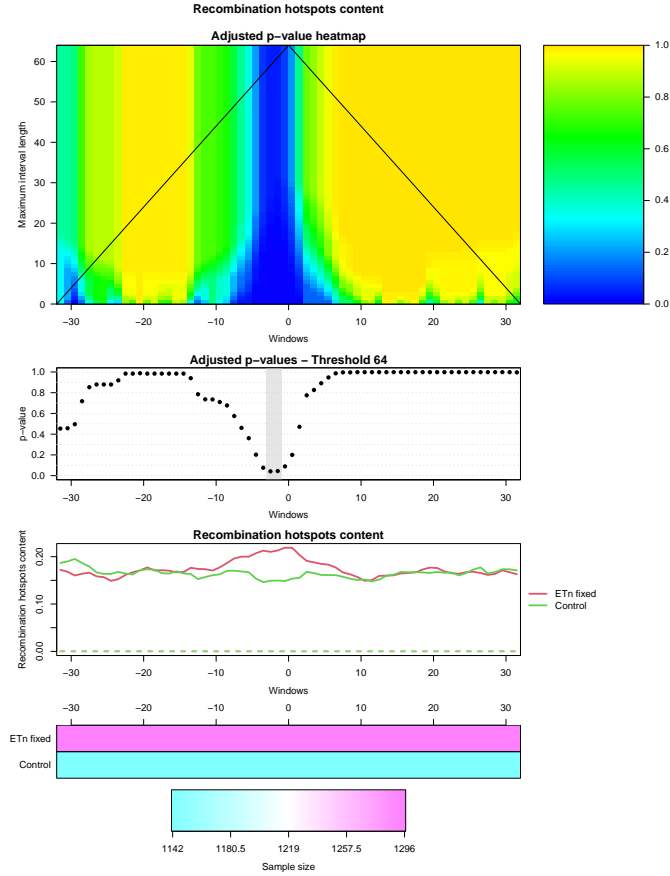 Recombination hotspots content
Adjusted p−value heatmap
Maximum interval length
60
50
40
30
20
10
0
−30 −20 −10 0 10 20 30
Windows
1.0
0.8
0.6
0.4
0.2
0.0
Adjusted p−values − Threshold 64
p−value
1.0
0.8
0.6
0.4
0.2
0.0
−30 −20 −10 0 10 20 30
Windows
Recombination hotspots content
Recombination hotspots content
0.20
0.10
0.00
−30 −20 −10 0 10 20 30
Windows
ETn fixed
Control
−30 −20 −10 0 10 20 30
ETn fixed
Control
1142 1180.5 1219 1257.5 1296
Sample size